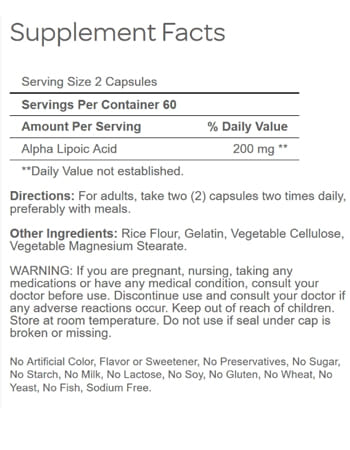 Supplement Facts
Serving Size 2 Capsules
Servings Per Container 60
Amount Per Serving % Daily Value
Alpha Lipoic Acid 200 mg **
**Daily Value not established.
Directions: For adults, take two (2) capsules two times daily,
preferably with meals.
Other Ingredients: Rice Flour, Gelatin, Vegetable Cellulose,
Vegetable Magnesium Stearate.
WARNING: If you are pregnant, nursing, taking any
medications or have any medical condition, consult your
doctor before use. Discontinue use and consult your doctor if
any adverse reactions occur. Keep out of reach of children.
Store at room temperature. Do not use if seal under cap is
broken or missing.
No Artificial Color, Flavor or Sweetener, No Preservatives, No Sugar,
No Starch, No Milk, No Lactose, No Soy, No Gluten, No Wheat, No
Yeast, No Fish, Sodium Free.